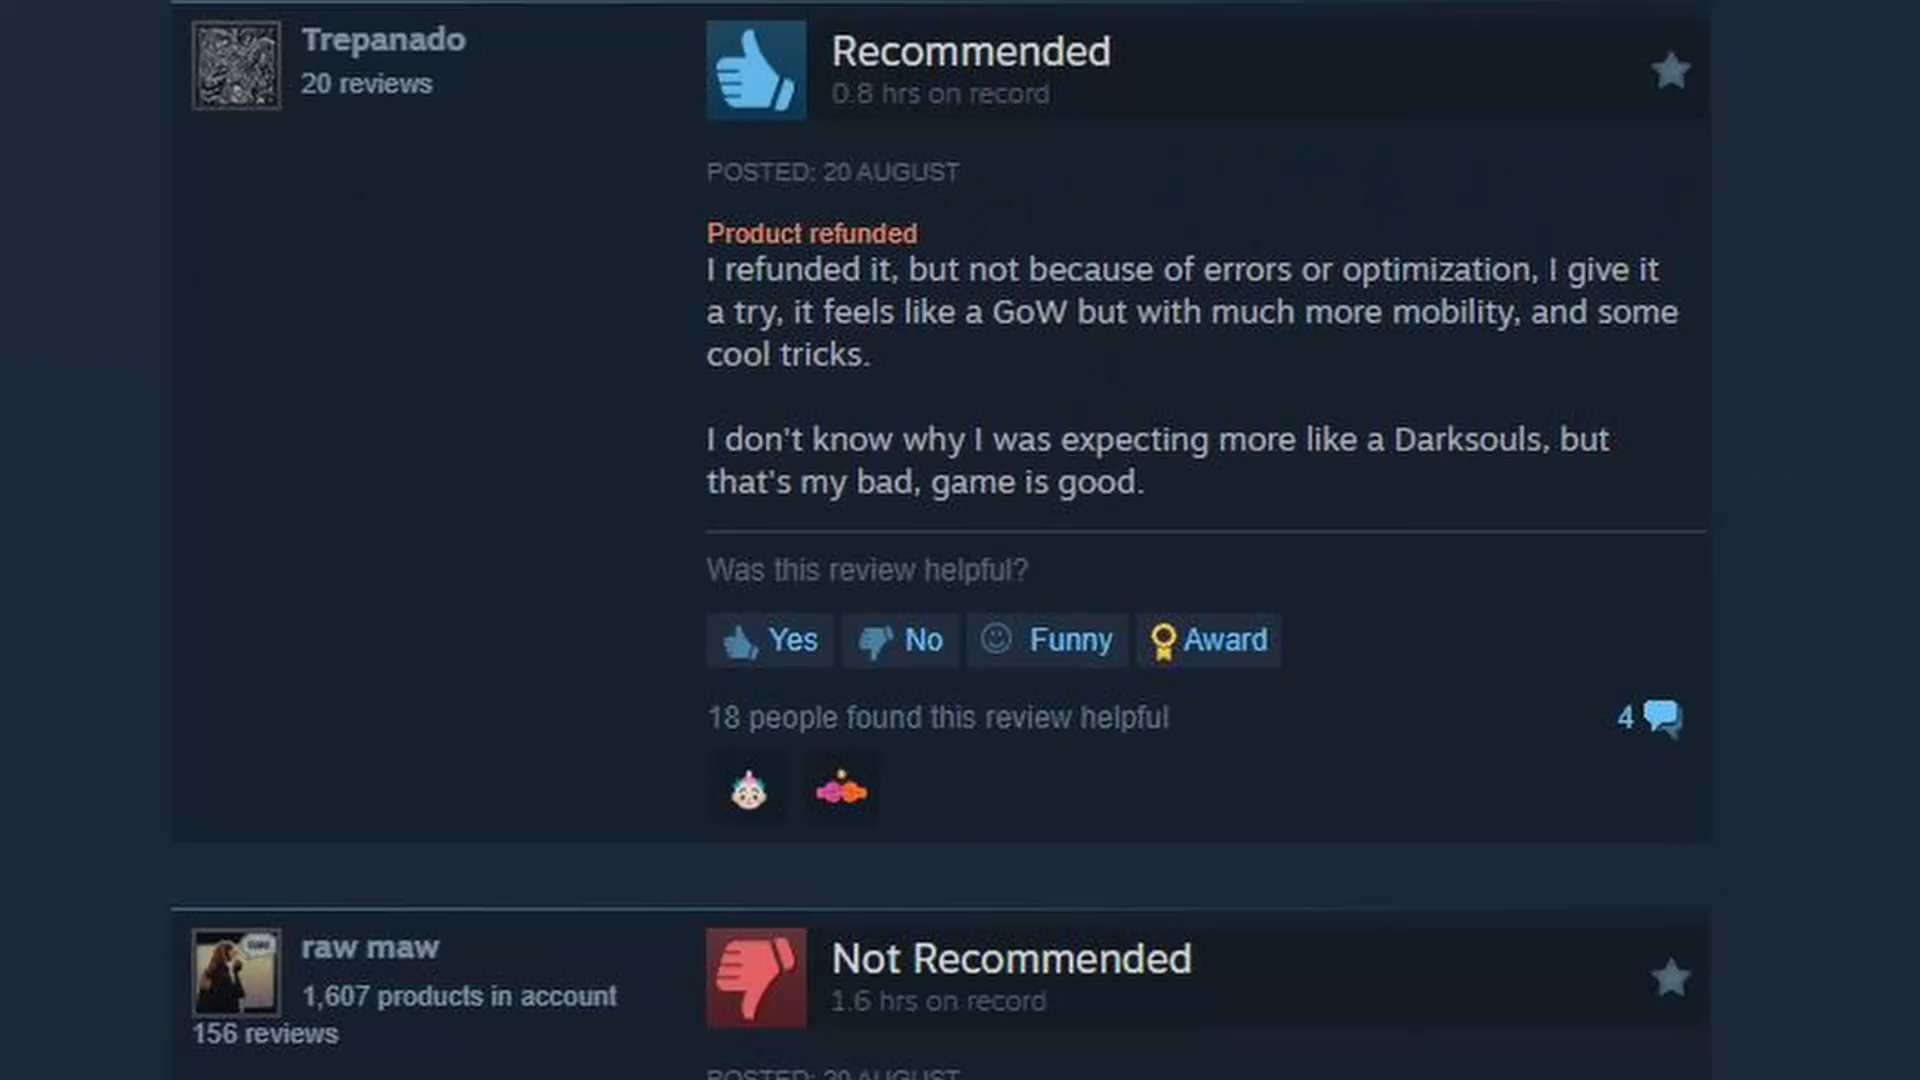 Trepanado
20 reviews
Recommended
0.8 hrs on record
POSTED: 20 AUGUST
Product refunded
I refunded it, but not because of errors or optimization, I give it
a try, it feels like a GoW but with much more mobility, and some
cool tricks.
I don't know why I was expecting more like a Darksouls, but
that's my bad, game is good.
Was this review helpful?
Yes
No
Funny
Award
18 people found this review helpful
4
raw maw
1,607 products in account
156 reviews
Not Recommended
1.6 hrs on record
POSTED: 20 AUGUST